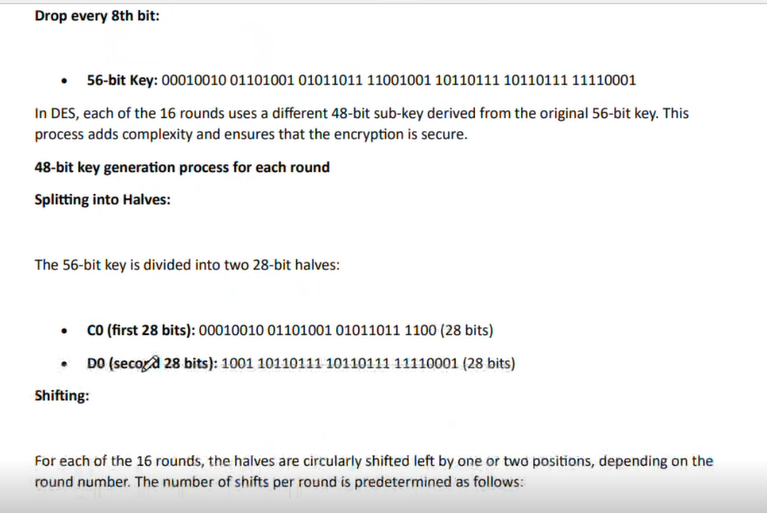 Drop every 8th bit:
• 56-bit Key: 00010010 01101001 01011011 11001001 10110111 10110111 11110001
In DES, each of the 16 rounds uses a different 48-bit sub-key derived from the original 56-bit key. This
process adds complexity and ensures that the encryption is secure.
48-bit key generation process for each round
Splitting into Halves:
The 56-bit key is divided into two 28-bit halves:
• C0 (first 28 bits): 00010010 01101001 01011011 1100 (28 bits)
• D0 (second 28 bits): 1001 10110111 10110111 11110001 (28 bits)
Shifting:
For each of the 16 rounds, the halves are circularly shifted left by one or two positions, depending on the
round number. The number of shifts per round is predetermined as follows: